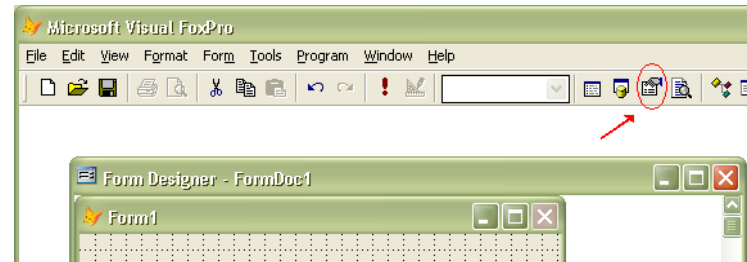 Microsoft Visual FoxPro
File Edit View Format Form Tools Program Window Help
Form Designer - FormDoc1
Form1